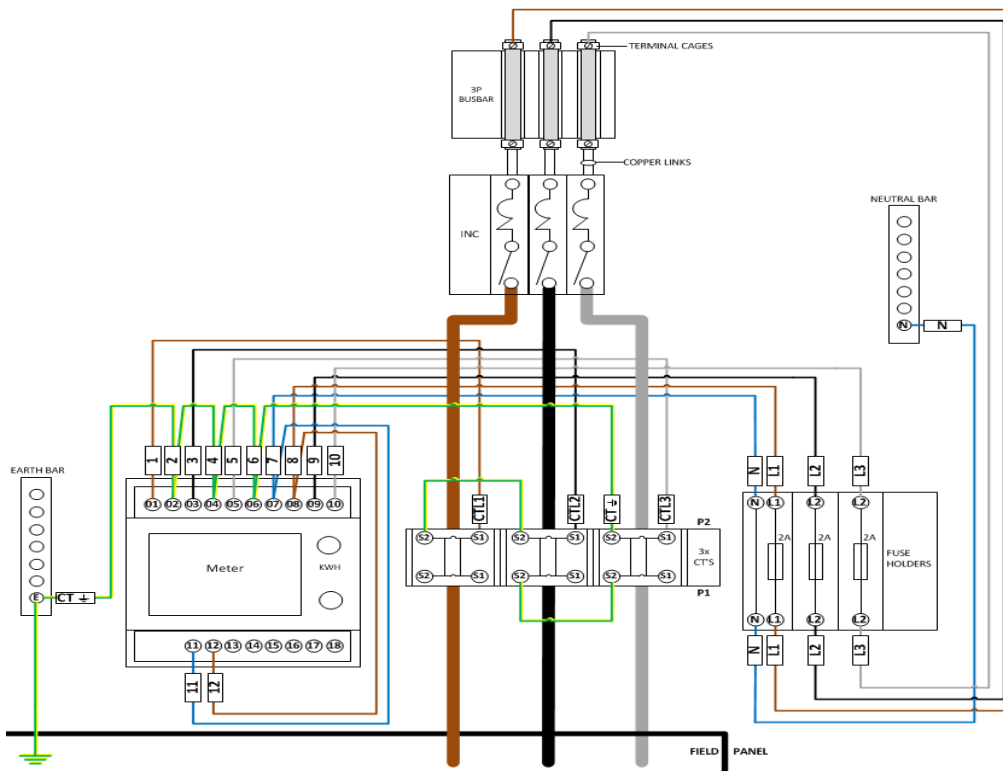 TERMINAL CAGES
3P
BUSBAR
COPPER LINKS
INC
NEUTRAL BAR
N
N
EARTH BAR
1
2
3
4
5
6
7
8
9
10
01
02
03
04
05
06
07
08
09
10
Meter
KWH
E
CT
11
12
13
14
15
16
17
18
11
12
CTL1
CTL2
CT
CTL3
P2
S2
S1
S2
S1
S2
S1
3x
CT'S
S2
S1
S2
S1
S2
S1
P1
N
L1
L2
L3
N
L1
L2
L2
2A
2A
2A
FUSE
HOLDERS
N
L1
L2
L2
N
L1
L2
L3
FIELD
PANEL